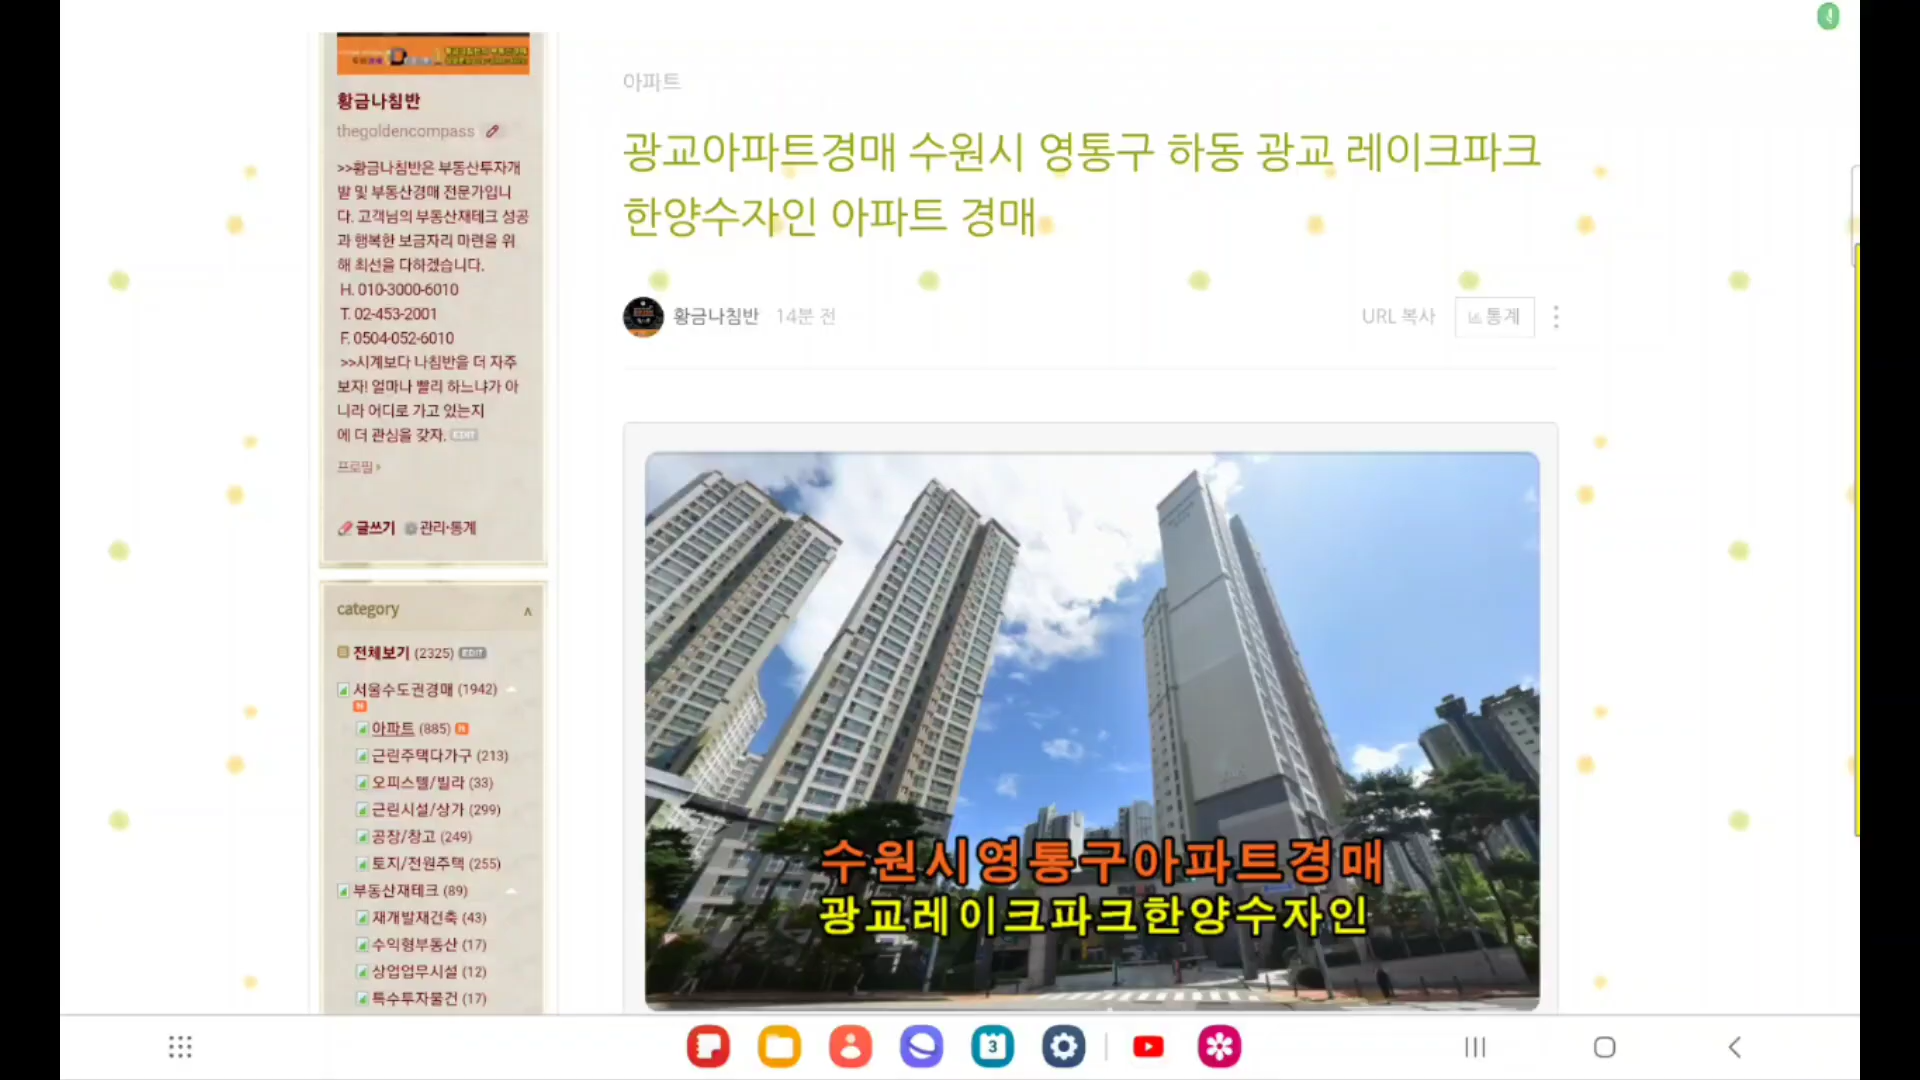 황금나침반
thegoldencompass
>>황금나침반은 부동산투자개
발 및 부동산경매 전문가입니
다. 고객님의 부동산재테크 성공
과 행복한 보금자리 마련을 위
해 최선을 다하겠습니다.
H. 010-3000-6010
T. 02-453-2001
F. 0504-052-6010
>>시계보다 나침반을 더 자주
보자! 얼마나 빨리 하느냐가 아
니라 어디로 가고 있는지
에 더 관심을 갖자. EDIT
프로필
글쓰기 관리·통계
category
전체보기 (2325) EDIT
서울수도권경매 (1942)
N
아파트 (885) N
근린주택다가구 (213)
오피스텔/빌라 (33)
근린시설/상가 (299)
공장/창고 (249)
토지/전원주택 (255)
부동산재테크 (89)
재개발재건축 (43)
수익형부동산 (17)
상업업무시설 (12)
특수투자물건 (17)
아파트
광교아파트경매 수원시 영통구 하동 광교 레이크파크
한양수자인 아파트 경매
황금나침반 14분 전
URL 복사 통계
수원시영통구아파트경매
광교레이크파크한양수자인
3